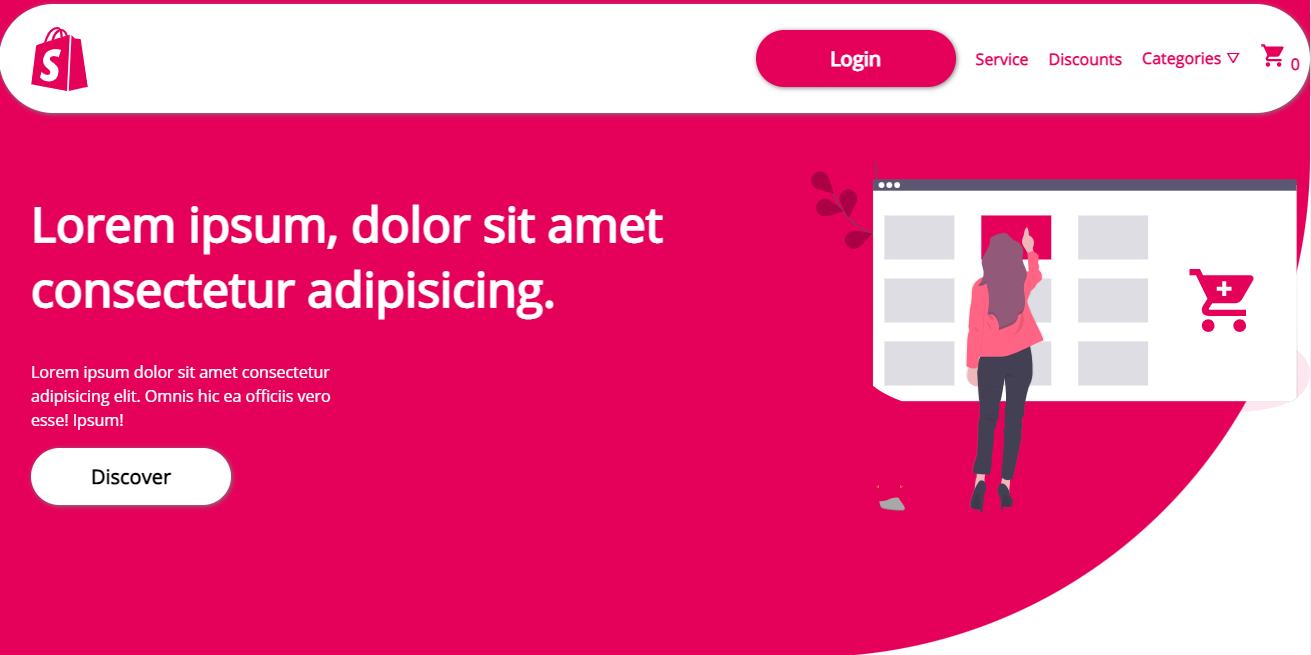 S
Login
Service
Discounts
Categories ▽
0
Lorem ipsum, dolor sit amet
consectetur adipisicing.
Lorem ipsum dolor sit amet consectetur
adipisicing elit. Omnis hic ea officiis vero
esse! Ipsum!
Discover